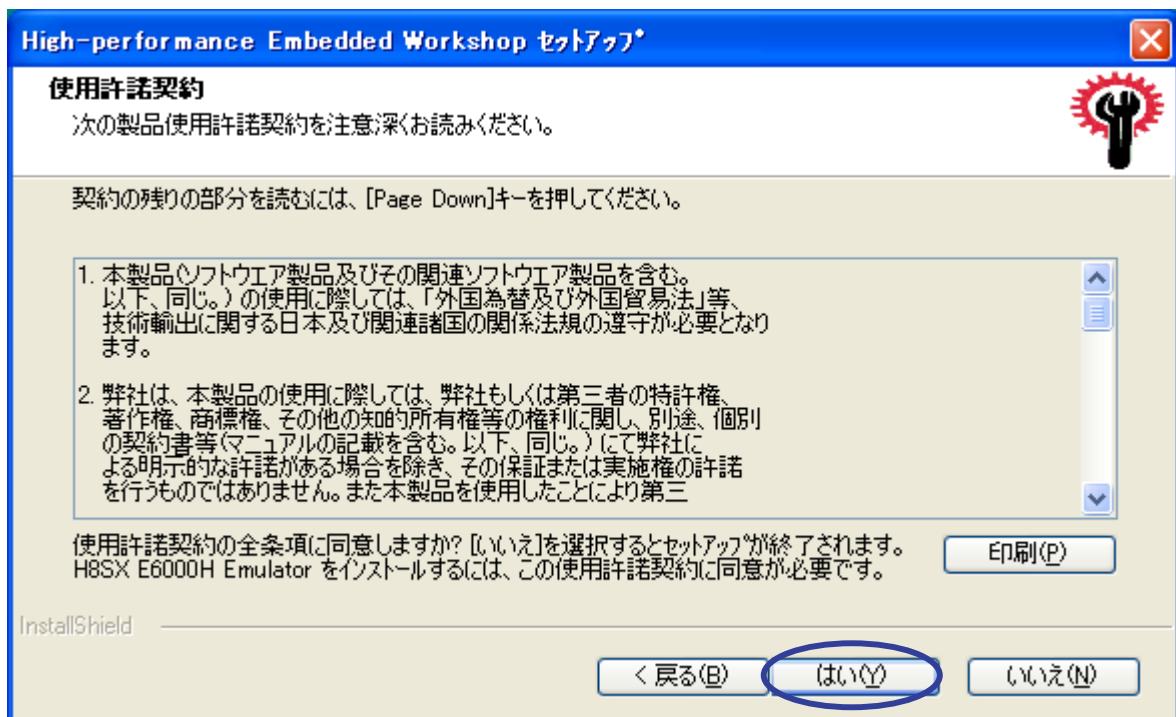 High-performance Embedded Workshop セットアップ
使用許諾契約
次の製品使用許諾契約を注意深くお読みください。
契約の残りの部分を読むには、[Page Down]キーを押してください。
1. 本製品(ソフトウエア製品及びその関連ソフトウエア製品を含む。
以下、同じ。)の使用に際しては、「外国為替及び外国貿易法」等、
技術輸出に関する日本及び関連諸国の関係法規の遵守が必要となり
ます。
2. 弊社は、本製品の使用に際しては、弊社もしくは第三者の特許権、
著作権、商標権、その他の知的所有権等の権利に関し、別途、個別
の契約書等(マニュアルの記載を含む。以下、同じ。)にて弊社に
よる明示的な許諾がある場合を除き、その保証または実施権の許諾
を行うものではありません。また本製品を使用したことにより第三
使用許諾契約の全条項に同意しますか? [いいえ]を選択するとセットアップが終了されます。
H8SX E6000H Emulator をインストールするには、この使用許諾契約に同意が必要です。
印刷(P)
InstallShield
< 戻る(B) はい(Y) いいえ(N)